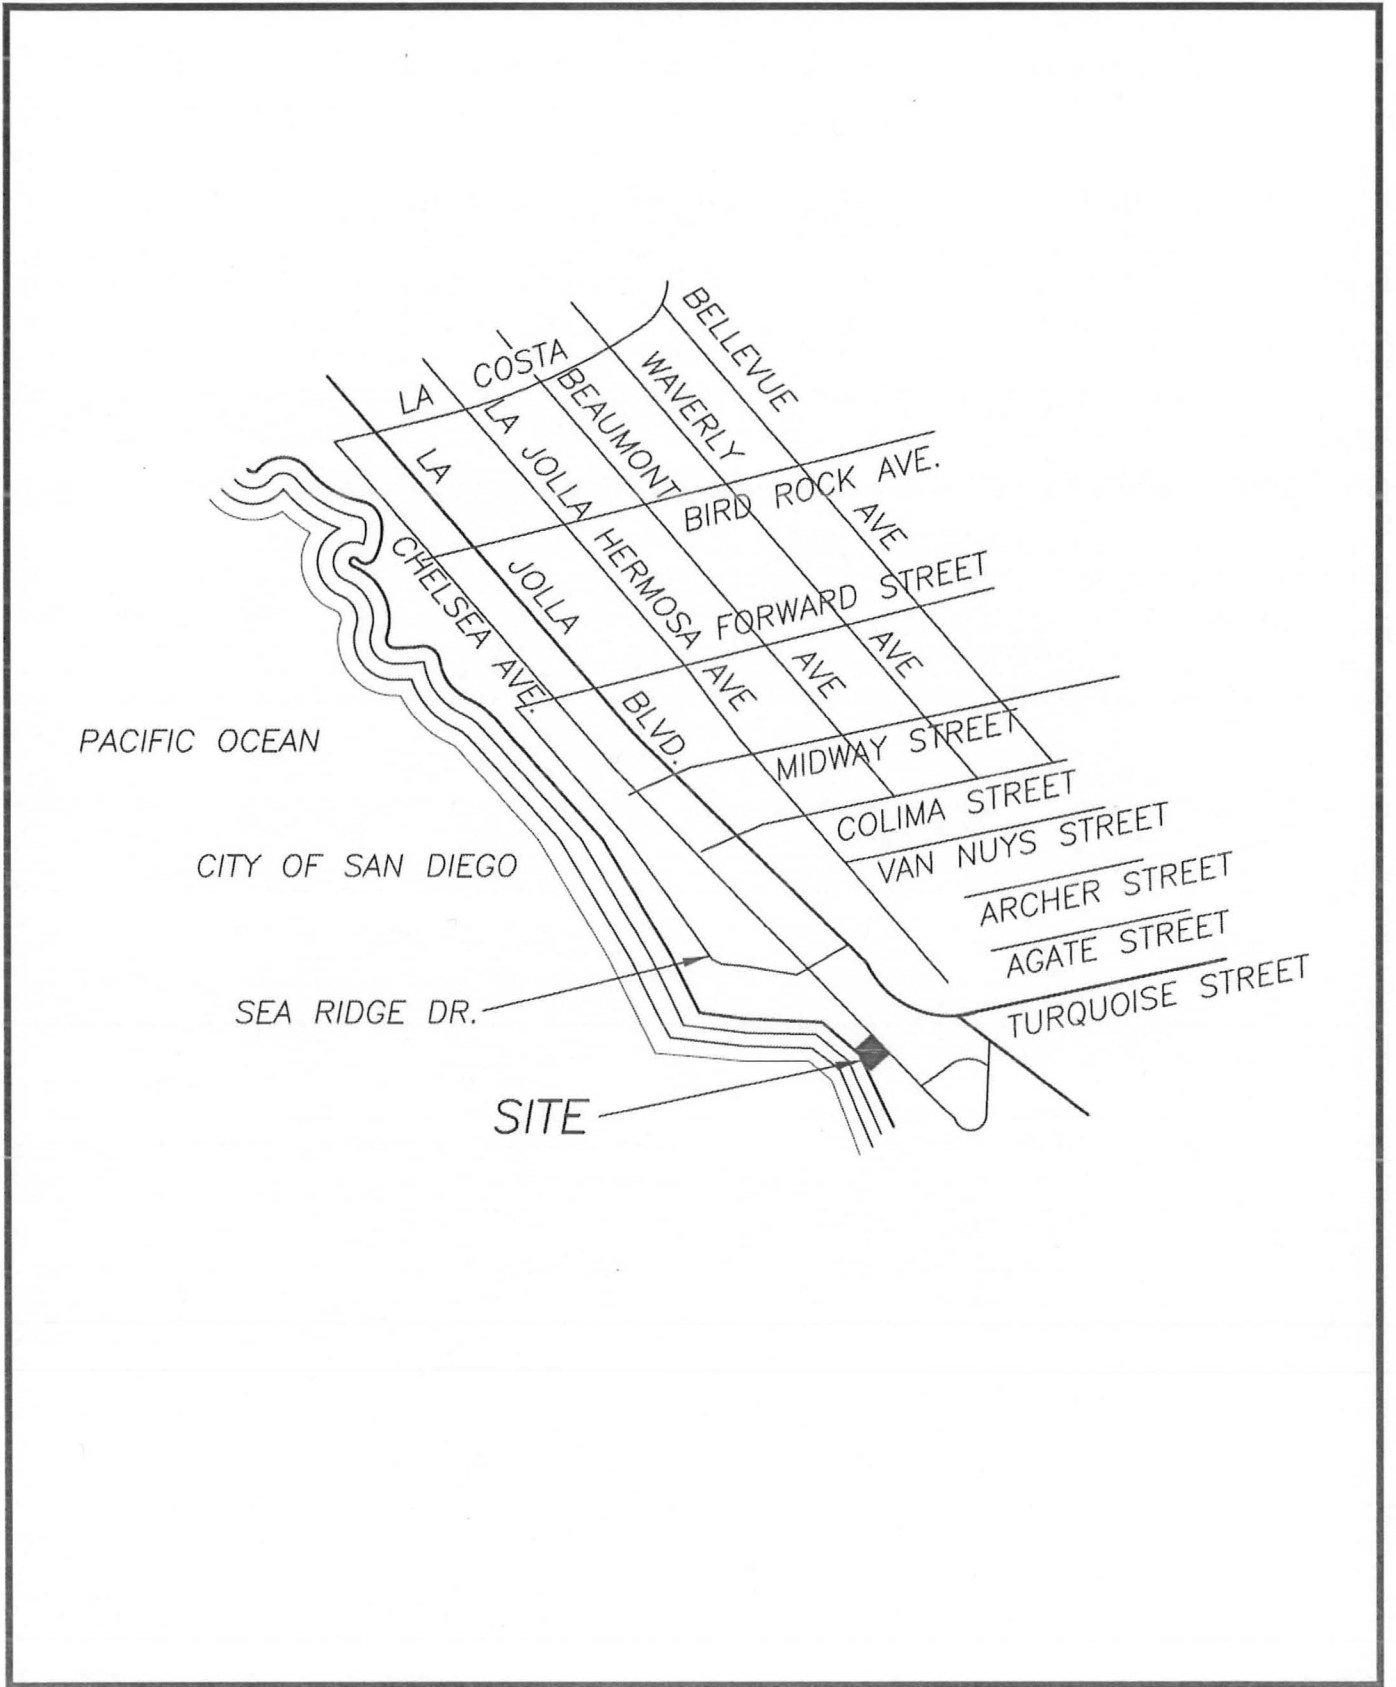 BELLEVUE AVE
LA COSTA
WAVERLY AVE
BEAUMONT AVE
LA JOLLA HERMOSA AVE
LA JOLLA BLVD.
BIRD ROCK AVE.
CHELSEA AVE.
FORWARD STREET
MIDWAY STREET
PACIFIC OCEAN
COLIMA STREET
VAN NUYS STREET
CITY OF SAN DIEGO
ARCHER STREET
AGATE STREET
SEA RIDGE DR.
TURQUOISE STREET
SITE